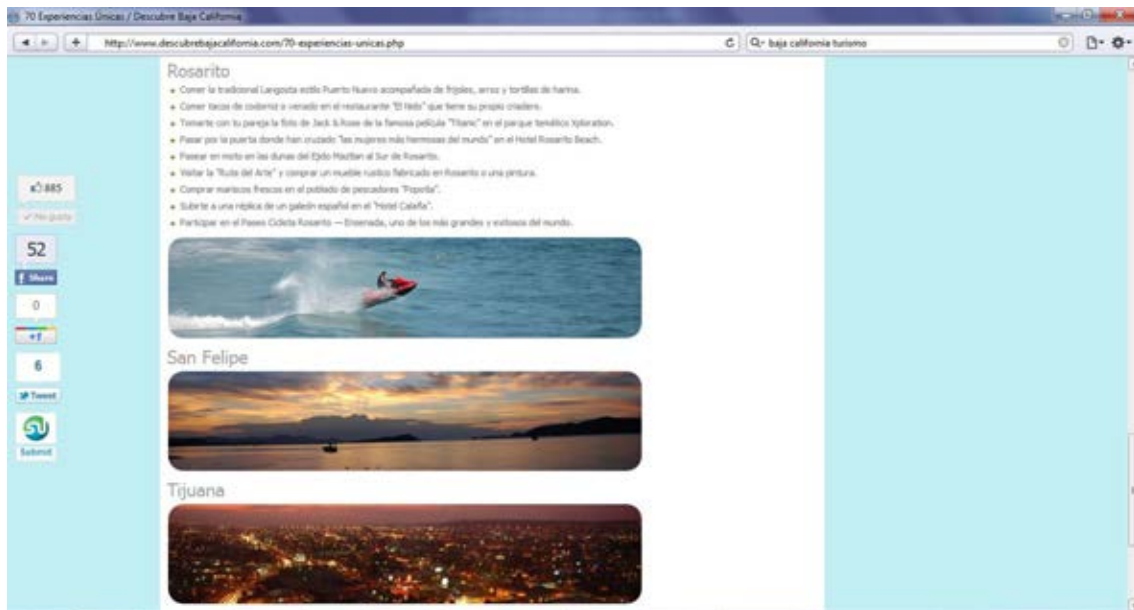 70 Experiencias Únicas / Descubre Baja California
http://www.descubrebajacalifornia.com/70-experiencias-unicas.php
baja california turismo
Rosarito
Comer la tradicional Langosta estilo Puerto Nuevo acompañada de frijoles, arroz y tortillas de harina.
Comer tacos de codorniz o venado en el restaurante "El Nido" que tiene su propio criadero.
Tomarte con tu pareja la foto de Jack & Rose de la famosa película "Titanic" en el parque temático Xploration.
Pasar por la puerta donde han cruzado "las mujeres más hermosas del mundo" en el Hotel Rosarito Beach.
Pasear en moto en las dunas del Ejido Mazitlan al Sur de Rosarito.
Visitar la "Ruta del Arte" y comprar un mueble rustico fabricado en Rosarito o una pintura.
Comprar mariscos frescos en el poblado de pescadores "Popotla".
Subirte a una réplica de un galeón español en el "Hotel Calafia".
Participar en el Paseo Cicleta Rosarito — Ensenada, uno de los más grandes y exitosos del mundo.
885
Me gusta
52
Share
0
+1
6
Tweet
Submit
San Felipe
Tijuana